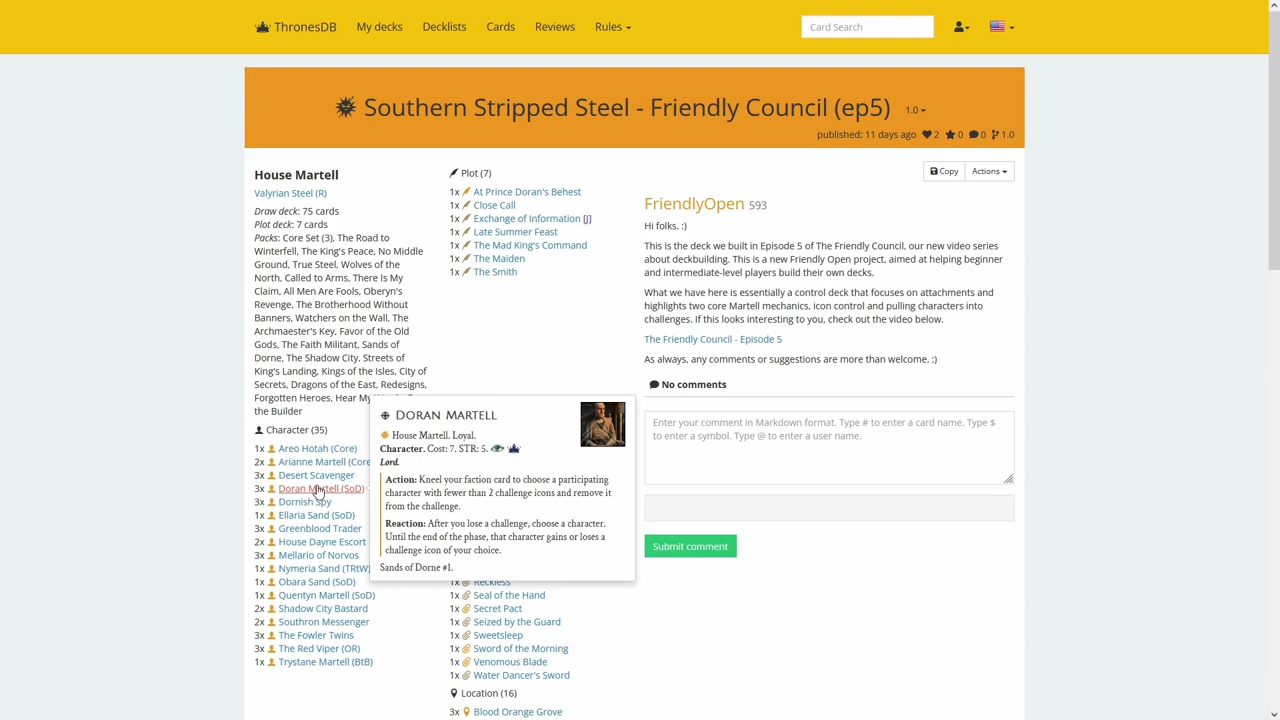 ThronesDB My decks Decklists Cards Reviews Rules Card Search
Southern Stripped Steel - Friendly Council (ep5) 1.0
published: 11 days ago 2 0 0 1.0
House Martell
Valyrian Steel (R)
Draw deck: 75 cards
Plot deck: 7 cards
Packs: Core Set (3), The Road to
Winterfell, The King's Peace, No Middle
Ground, True Steel, Wolves of the
North, Called to Arms, There Is My
Claim, All Men Are Fools, Oberyn's
Revenge, The Brotherhood Without
Banners, Watchers on the Wall, The
Archmaester's Key, Favor of the Old
Gods, The Faith Militant, Sands of
Dorne, The Shadow City, Streets of
King's Landing, Kings of the Isles, City of
Secrets, Dragons of the East, Redesigns,
Forgotten Heroes, Hear My
the Builder
Character (35)
1x Areo Hotah (Core)
2x Arianne Martell (Core
3x Desert Scavenger
3x Doran Martell (SoD)
3x Dornish Spy
1x Ellaria Sand (SoD)
3x Greenblood Trader
2x House Dayne Escort
3x Mellario of Norvos
1x Nymeria Sand (TRtW)
1x Obara Sand (SoD)
1x Quentyn Martell (SoD)
2x Shadow City Bastard
2x Southron Messenger
3x The Fowler Twins
3x The Red Viper (OR)
1x Trystane Martell (BtB)
Plot (7)
1x At Prince Doran's Behest
1x Close Call
1x Exchange of Information [J]
1x Late Summer Feast
1x The Mad King's Command
1x The Maiden
1x The Smith
DORAN MARTELL
House Martell. Loyal.
Character. Cost: 7. STR: 5.
Lord.
Action: Kneel your faction card to choose a participating
character with fewer than 2 challenge icons and remove it
from the challenge.
Reaction: After you lose a challenge, choose a character.
Until the end of the phase, that character gains or loses a
challenge icon of your choice.
Sands of Dorne #1.
1x Reckless
1x Seal of the Hand
1x Secret Pact
1x Seized by the Guard
1x Sweetsleep
1x Sword of the Morning
1x Venomous Blade
1x Water Dancer's Sword
Location (16)
3x Blood Orange Grove
Copy Actions
FriendlyOpen 593
Hi folks. :)
This is the deck we built in Episode 5 of The Friendly Council, our new video series
about deckbuilding. This is a new Friendly Open project, aimed at helping beginner
and intermediate-level players build their own decks.
What we have here is essentially a control deck that focuses on attachments and
highlights two core Martell mechanics, icon control and pulling characters into
challenges. If this looks interesting to you, check out the video below.
The Friendly Council - Episode 5
As always, any comments or suggestions are more than welcome. :)
No comments
Enter your comment in Markdown format. Type # to enter a card name. Type $
to enter a symbol. Type @ to enter a user name.
Submit comment